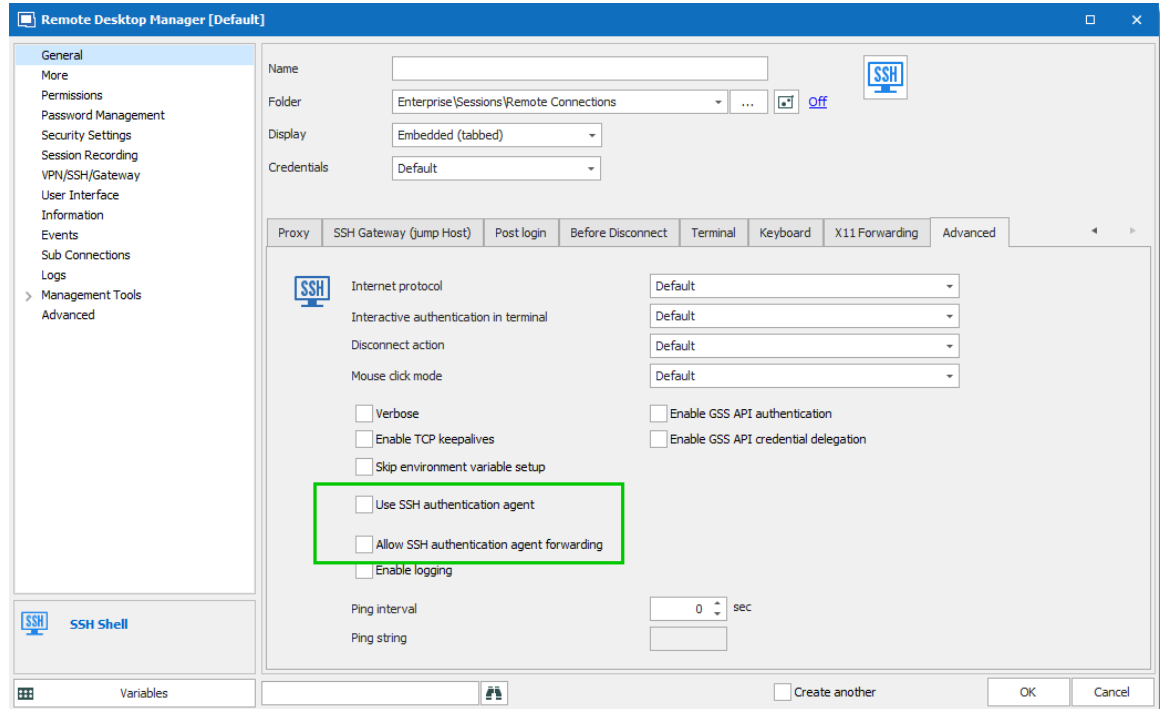 Remote Desktop Manager [Default]
General
More
Permissions
Password Management
Security Settings
Session Recording
VPN/SSH/Gateway
User Interface
Information
Events
Sub Connections
Logs
Management Tools
Advanced
SSH
SSH Shell
Variables
Name
SSH
Folder Enterprise\Sessions\Remote Connections ... Off
Display Embedded (tabbed)
Credentials Default
Proxy SSH Gateway (jump Host) Post login Before Disconnect Terminal Keyboard X11 Forwarding Advanced
SSH
Internet protocol Default
Interactive authentication in terminal Default
Disconnect action Default
Mouse click mode Default
Verbose Enable GSS API authentication
Enable TCP keepalives Enable GSS API credential delegation
Skip environment variable setup
Use SSH authentication agent
Allow SSH authentication agent forwarding
Enable logging
Ping interval 0 sec
Ping string
Create another OK Cancel